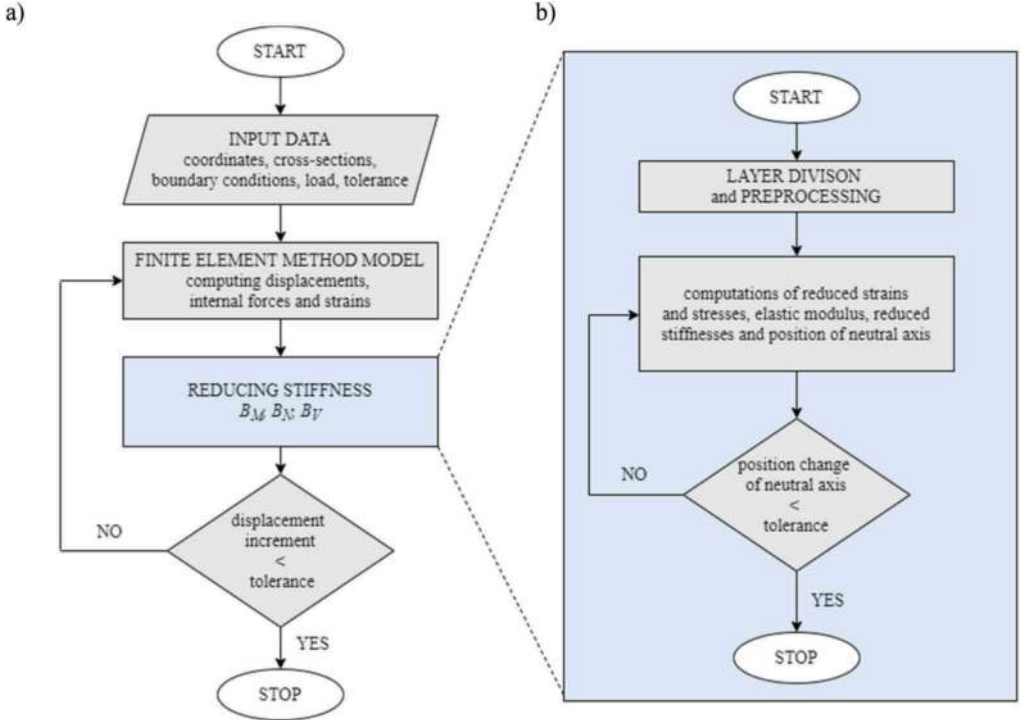 a)
START
INPUT DATA
coordinates, cross-sections,
boundary conditions, load, tolerance
FINITE ELEMENT METHOD MODEL
computing displacements,
internal forces and strains
REDUCING STIFFNESS
B_M, B_N, B_V
displacement
increment
<
tolerance
NO
YES
STOP
b)
START
LAYER DIVISON
and PREPROCESSING
computations of reduced strains
and stresses, elastic modulus, reduced
stiffnesses and position of neutral axis
position change
of neutral axis
<
tolerance
NO
YES
STOP